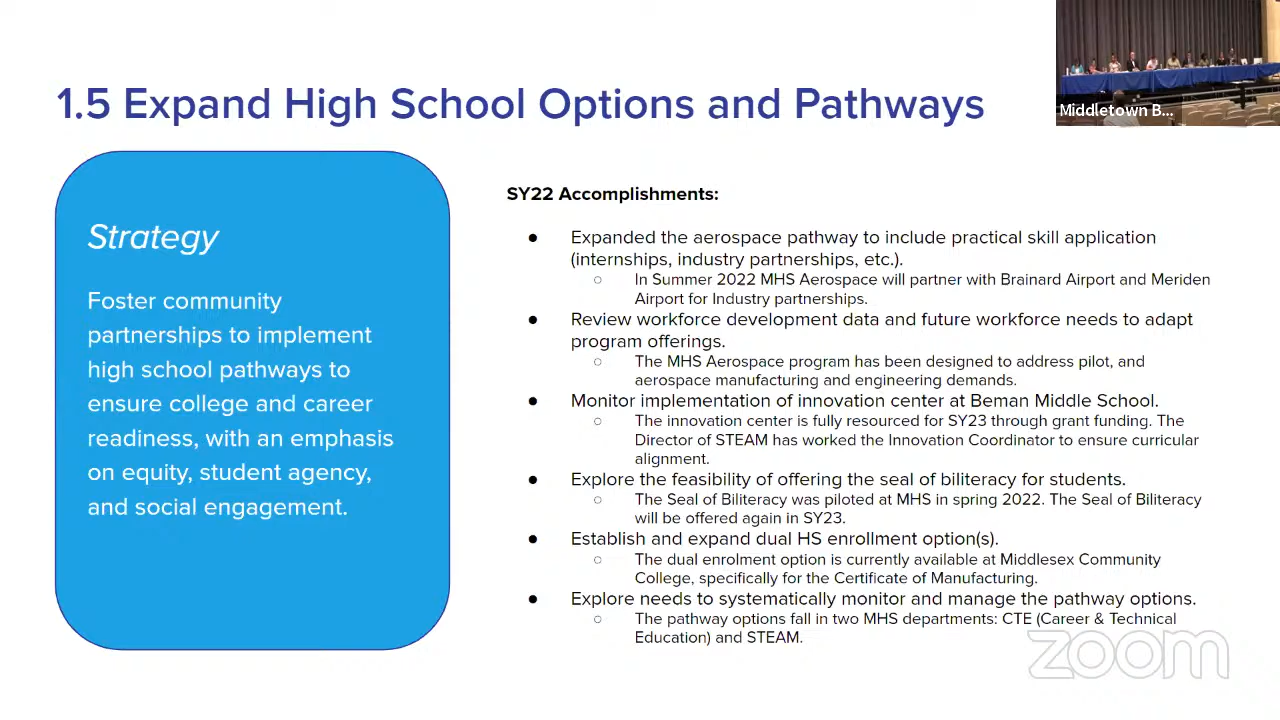 1.5 Expand High School Options and Pathways
Middletown B...
Strategy
Foster community
partnerships to implement
high school pathways to
ensure college and career
readiness, with an emphasis
on equity, student agency,
and social engagement.
SY22 Accomplishments:
● Expanded the aerospace pathway to include practical skill application
(internships, industry partnerships, etc.).
○ In Summer 2022 MHS Aerospace will partner with Brainard Airport and Meriden
Airport for Industry partnerships.
● Review workforce development data and future workforce needs to adapt
program offerings.
○ The MHS Aerospace program has been designed to address pilot, and
aerospace manufacturing and engineering demands.
● Monitor implementation of innovation center at Beman Middle School.
○ The innovation center is fully resourced for SY23 through grant funding. The
Director of STEAM has worked the Innovation Coordinator to ensure curricular
alignment.
● Explore the feasibility of offering the seal of biliteracy for students.
○ The Seal of Biliteracy was piloted at MHS in spring 2022. The Seal of Biliteracy
will be offered again in SY23.
● Establish and expand dual HS enrollment option(s).
○ The dual enrolment option is currently available at Middlesex Community
College, specifically for the Certificate of Manufacturing.
● Explore needs to systematically monitor and manage the pathway options.
○ The pathway options fall in two MHS departments: CTE (Career & Technical
Education) and STEAM.
zoom